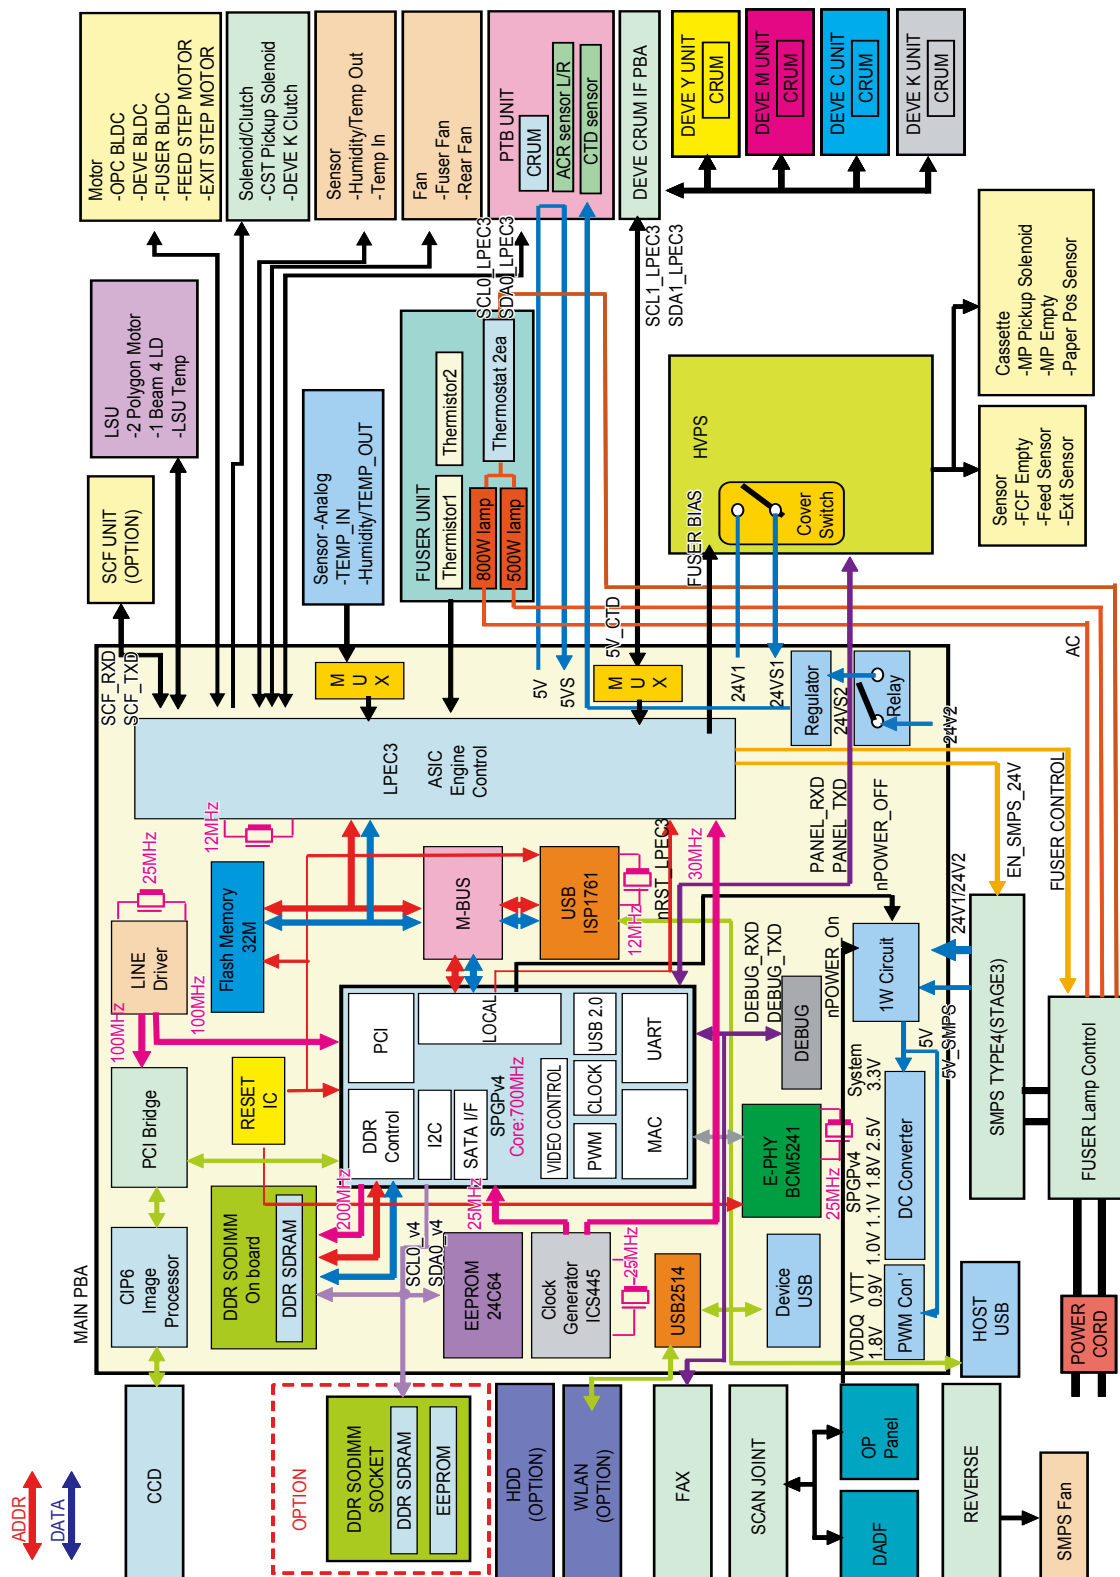 ADDR
DATA
MAIN PBA
CCD
CIP6
Image
Processor
PCI Bridge
LINE
Driver
25MHz
100MHz
100MHz
12MHz
Flash Memory
32M
RESET
IC
DDR SODIMM
On board
DDR SDRAM
OPTION
DDR SODIMM
SOCKET
DDR SDRAM
EEPROM
200MHz
SCL0_v4
SDA0_v4
25MHz
EEPROM
24C64
Clock
Generator
ICS445
25MHz
DDR
Control
PCI
I2C
SATA I/F
SPGPv4
Core:700MHz
LOCAL
VIDEO CONTROL
PWM
CLOCK
USB 2.0
MAC
UART
M-BUS
USB
ISP1761
12MHz
nRST_LPEC3
30MHz
LPEC3
ASIC
Engine
Control
SCF_RXD
SCF_TXD
SCF UNIT
(OPTION)
LSU
-2 Polygon Motor
-1 Beam 4 LD
-LSU Temp
Motor
-OPC BLDC
-DEVE BLDC
-FUSER BLDC
-FEED STEP MOTOR
-EXIT STEP MOTOR
Solenoid/Clutch
-CST Pickup Solenoid
-DEVE K Clutch
Sensor
-Humidity/Temp Out
-Temp In
Fan
-Fuser Fan
-Rear Fan
PTB UNIT
CRUM
ACR sensor L/R
CTD sensor
DEVE CRUM IF PBA
DEVE Y UNIT
CRUM
DEVE M UNIT
CRUM
DEVE C UNIT
CRUM
DEVE K UNIT
CRUM
Sensor -Analog
-TEMP_IN
-Humidity/TEMP_OUT
MUX
FUSER UNIT
Thermistor1
Thermistor2
800W lamp
500W lamp
Thermostat 2ea
SCL0_LPEC3
SDA0_LPEC3
5V
5VS
5V_CTD
MUX
SCL1_LPEC3
SDA1_LPEC3
FUSER BIAS
HVPS
Cover
Switch
24V1
24VS1
Regulator
24VS2
Relay
24V2
Cassette
-MP Pickup Solenoid
-MP Empty
-Paper Pos Sensor
Sensor
-FCF Empty
-Feed Sensor
-Exit Sensor
AC
PANEL_RXD
PANEL_TXD
nPOWER_OFF
EN_SMPS_24V
FUSER CONTROL
DEBUG_RXD
DEBUG_TXD
DEBUG
nPOWER_On
1W Circuit
24V1/24V2
5V
5V_SMPS
SMPS TYPE4(STAGE3)
FUSER Lamp Control
POWER
CORD
E-PHY
BCM5241
25MHz
System
3.3V
SPGPv4
1.0V 1.1V 1.8V 2.5V
VDDQ VTT
1.8V 0.9V
DC Converter
PWM Con'
USB2514
Device
USB
HOST
USB
HDD
(OPTION)
WLAN
(OPTION)
FAX
SCAN JOINT
OP
Panel
DADF
REVERSE
SMPS Fan